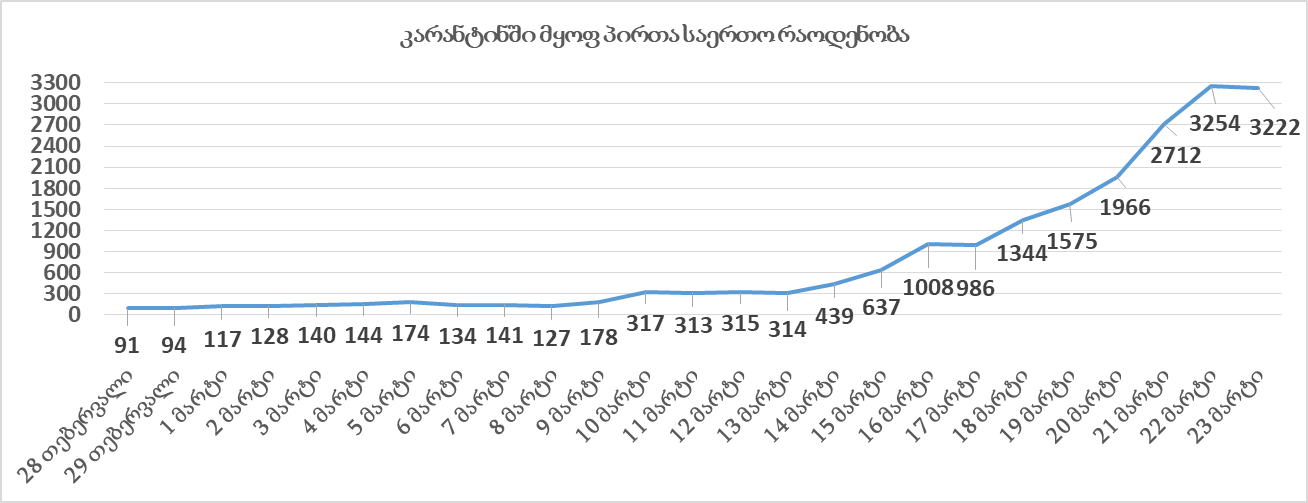 კარანტინში მყოფ პირთა საერთო რაოდენობა
3300
3000
2700
2400
2100
1800
1500
1200
900
600
300
0
91
94
117
128
140
144
174
134
141
127
178
317
313
315
314
439
637
1008
986
1344
1575
1966
2712
3254
3222
28 თებერვალი
29 თებერვალი
1 მარტი
2 მარტი
3 მარტი
4 მარტი
5 მარტი
6 მარტი
7 მარტი
8 მარტი
9 მარტი
10 მარტი
11 მარტი
12 მარტი
13 მარტი
14 მარტი
15 მარტი
16 მარტი
17 მარტი
18 მარტი
19 მარტი
20 მარტი
21 მარტი
22 მარტი
23 მარტი